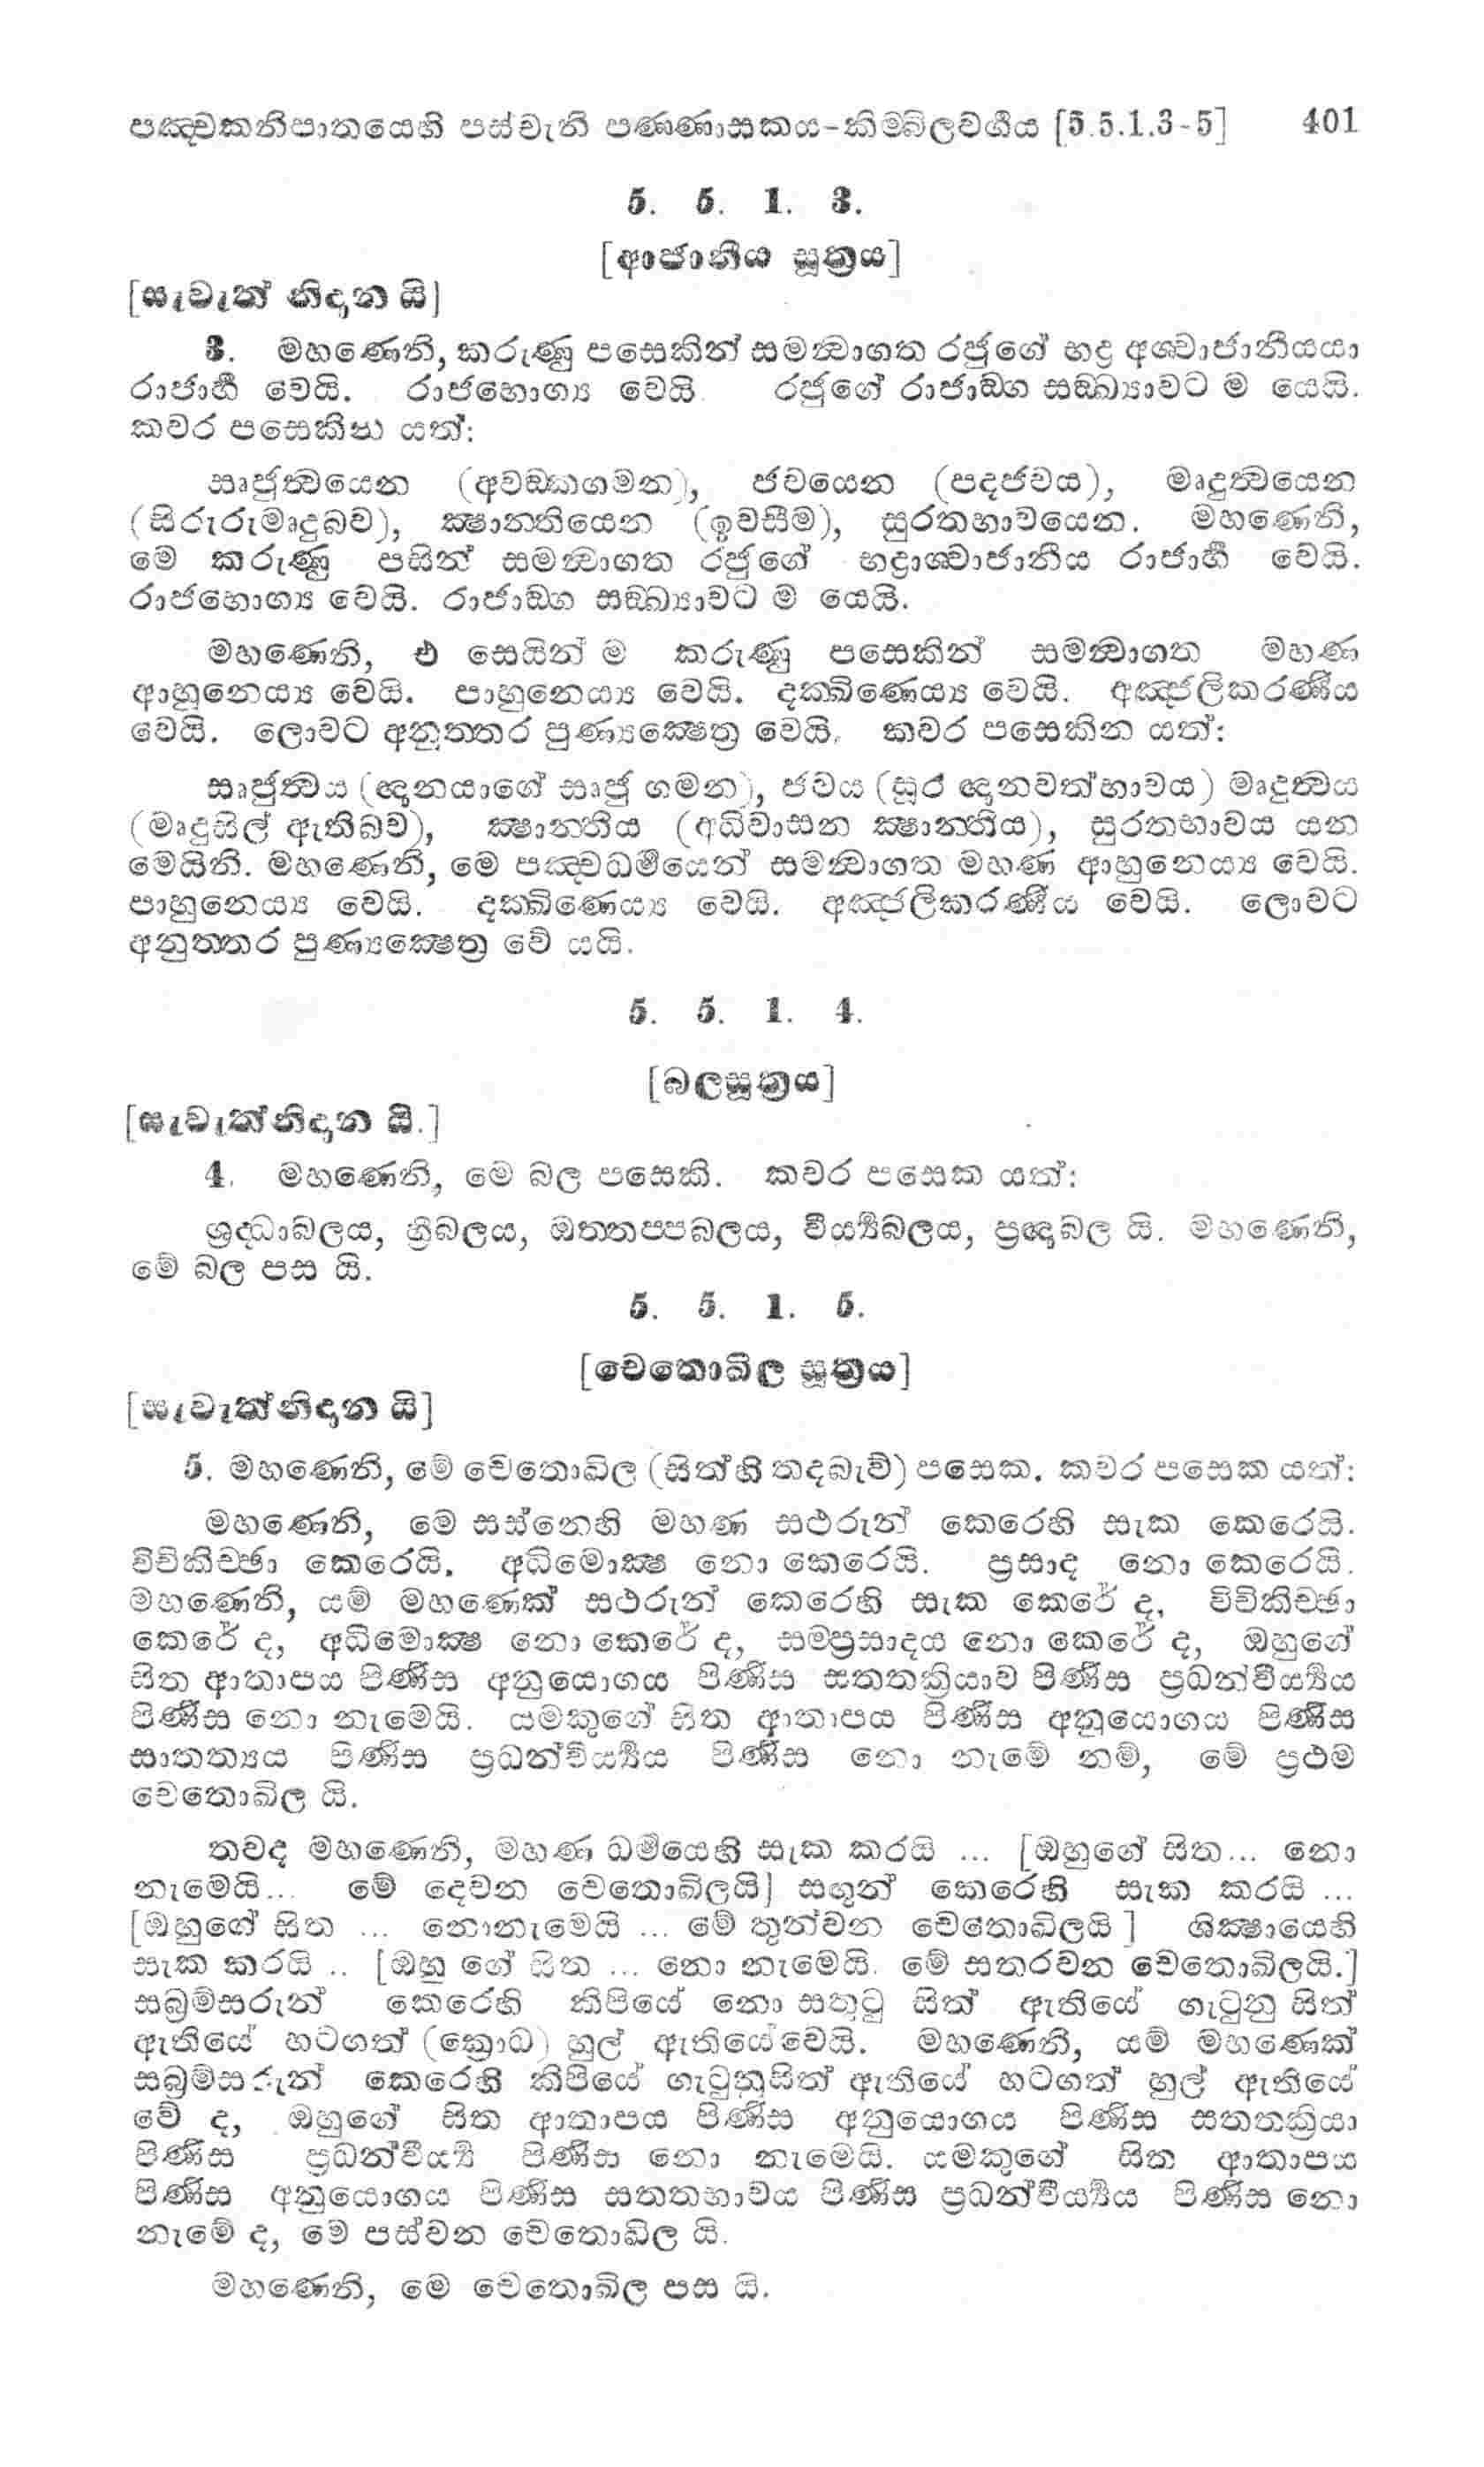 පඤ්චකනිපාතයෙහි පස්වැනි පණ්ණාසකය-කිම්බිලවර්ගය [5.5.1.3-5] 401
5. 5. 1. 3.
[ආජානීය සූත්‍රය]
[සැවැත් නිදාන යි]
3. මහණෙනි, කරුණු පසෙකින් සමන්වාගත රජුගේ භද්‍ර අශ්වාජානීයයා
රාජාර්හ වෙයි. රාජභොග්‍ය වෙයි රජුගේ රාජාඞ්ග සඞ්ඛ්‍යාවට ම යෙයි.
කවර පසෙකින් යත්:
ඍජුත්වයෙන (අවඞ්කගමන), ජවයෙන (පදජවය), මෘදුත්වයෙන
(සිරුරුමෘදුබව), ක්ෂාන්තියෙන (ඉවසීම), සුරතභාවයෙන. මහණෙනි,
මේ කරුණු පසින් සමන්වාගත රජුගේ භද්‍රාශ්වාජානීය රාජාර්හ වෙයි.
රාජභොග්‍ය වෙයි. රාජාඞ්ග සඞ්ඛ්‍යාවට ම යෙයි.
මහණෙනි, එ සෙයින් ම කරුණු පසෙකින් සමන්වාගත මහණ
ආහුනෙය්‍ය වෙයි. පාහුනෙය්‍ය වෙයි. දක්ඛිණෙය්‍ය වෙයි. අඤ්ජලිකරණීය
වෙයි. ලොවට අනුත්තර පුණ්‍යක්ෂෙත්‍ර වෙයි. කවර පසෙකින යත්:
ඍජුත්වය (ඥානයාගේ ඍජු ගමන), ජවය (සූර ඥානවත්භාවය) මෘදුත්වය
(මෘදුසිල් ඇතිබව), ක්ෂාන්තිය (අධිවාසන ක්ෂාන්තිය), සුරතභාවය යන
මෙයිනි. මහණෙනි, මෙ පඤ්චධර්මයෙන් සමන්වාගත මහණ ආහුනෙය්‍ය වෙයි.
පාහුනෙය්‍ය වෙයි. දක්ඛිණෙය්‍ය වෙයි. අඤ්ජලිකරණීය වෙයි. ලොවට
අනුත්තර පුණ්‍යක්ෂෙත්‍ර වේ යයි.
5. 5. 1. 4.
[බලසූත්‍රය]
[සැවැත්නිදාන යි.]
4. මහණෙනි, මෙ බල පසෙකි. කවර පසෙක යත්:
ශ්‍රද්ධාබලය, හ්‍රීබලය, ඔත්තප්පබලය, වීර්‍ය්‍යබලය, ප්‍රඥාබල යි. මහණෙනි,
මේ බල පස යි.
5. 5. 1. 5.
[චෙතොඛිල සූත්‍රය]
[සැවැත්නිදාන යි]
5. මහණෙනි, මේ චෙතොඛිල (සිත්හි තදබැව්) පසෙක. කවර පසෙක යත්:
මහණෙනි, මෙ සස්නෙහි මහණ සථරුන් කෙරෙහි සැක කෙරෙයි.
විචිකිච්ඡා කෙරෙයි. අධිමොක්ෂ නො කෙරෙයි. ප්‍රසාද නො කෙරෙයි.
මහණෙනි, යම් මහණෙක් සථරුන් කෙරෙහි සැක කෙරේ ද, විචිකිච්ඡා
කෙරේ ද, අධිමොක්ෂ නො කෙරේ ද, සම්ප්‍රසාදය නො කෙරේ ද, ඔහුගේ
සිත ආතාපය පිණිස අනුයොගය පිණිස සතතක්‍රියාව පිණිස ප්‍රධන්වීර්‍ය්‍යය
පිණිස නො නැමෙයි. යමකුගේ සිත ආතාපය පිණිස අනුයොගය පිණිස
සාතත්‍යය පිණිස ප්‍රධන්වීර්‍ය්‍යය පිණිස නො නැමේ නම්, මේ ප්‍රථම
චෙතොඛිල යි.
තවද මහණෙනි, මහණ ධර්මයෙහි සැක කරයි ... [ඔහුගේ සිත... නො
නැමෙයි... මේ දෙවන චෙතොඛිලයි] සඟුන් කෙරෙහි සැක කරයි ...
[ඔහුගේ සිත ... නොනැමෙයි ... මේ තුන්වන චෙතොඛිලයි] ශික්ෂායෙහි
සැක කරයි .. [ඔහු ගේ සිත ... නො නැමෙයි. මේ සතරවන චෙතොඛිලයි.]
සබ්‍රම්සරුන් කෙරෙහි කිපියේ නො සතුටු සිත් ඇතියේ ගැටුනු සිත්
ඇතියේ හටගත් (ක්‍රොධ) හුල් ඇතියේවෙයි. මහණෙනි, යම් මහණෙක්
සබ්‍රම්සරුන් කෙරෙහි කිපියේ ගැටුනුසිත් ඇතියේ හටගත් හුල් ඇතියේ
වේ ද, ඔහුගේ සිත ආතාපය පිණිස අනුයොගය පිණිස සතතක්‍රියා
පිණිස ප්‍රධන්වීර්‍ය්‍ය පිණිස නො නැමෙයි. යමකුගේ සිත ආතාපය
පිණිස අනුයොගය පිණිස සතතභාවය පිණිස ප්‍රධන්වීර්‍ය්‍යය පිණිස නො
නැමේ ද, මේ පස්වන චෙතොඛිල යි.
මහණෙනි, මෙ චෙතොඛිල පස යි.